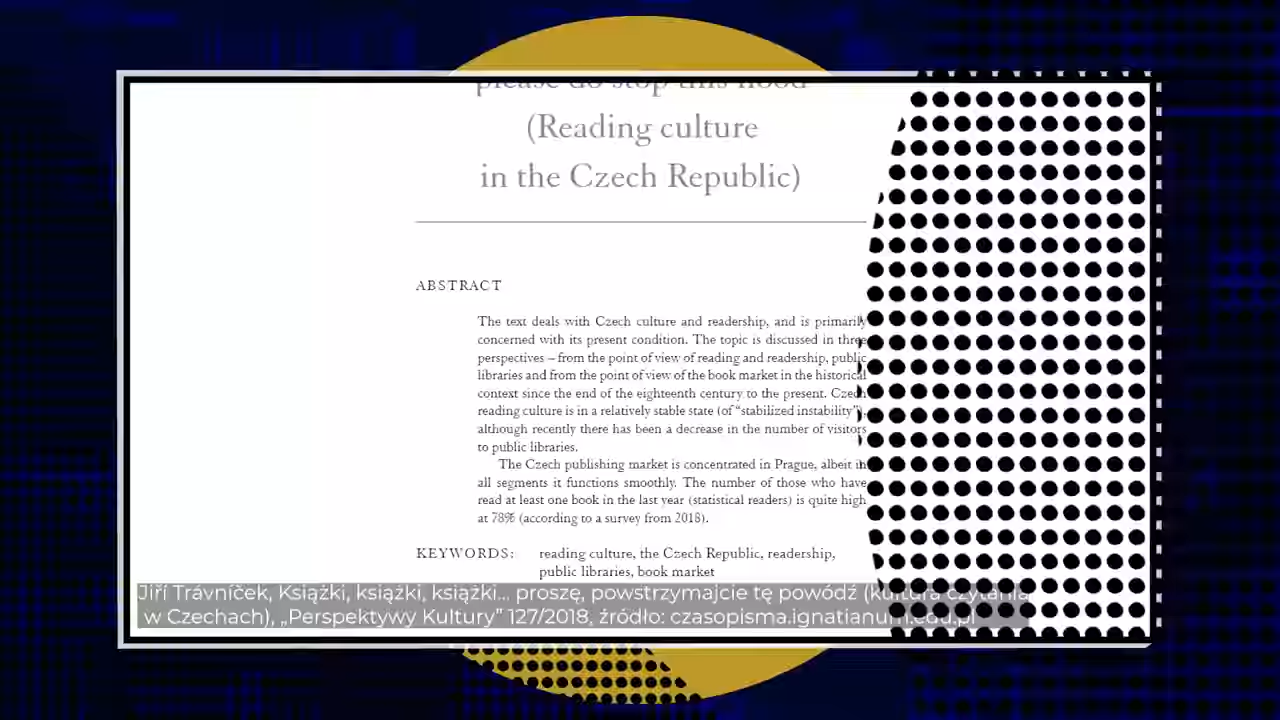 please do stop this flood
(Reading culture
in the Czech Republic)
ABSTRACT
The text deals with Czech culture and readership, and is primarily
concerned with its present condition. The topic is discussed in three
perspectives – from the point of view of reading and readership, public
libraries and from the point of view of the book market in the historical
context since the end of the eighteenth century to the present. Czech
reading culture is in a relatively stable state (of “stabilized instability”),
although recently there has been a decrease in the number of visitors
to public libraries.
The Czech publishing market is concentrated in Prague, albeit in
all segments it functions smoothly. The number of those who have
read at least one book in the last year (statistical readers) is quite high
at 78% (according to a survey from 2018).
KEYWORDS: reading culture, the Czech Republic, readership,
public libraries, book market
Jiří Trávníček, Książki, książki, książki... proszę, powstrzymajcie tę powódź (kultura czytania
w Czechach), „Perspektywy Kultury” 127/2018, źródło: czasopisma.ignatianum.edu.pl